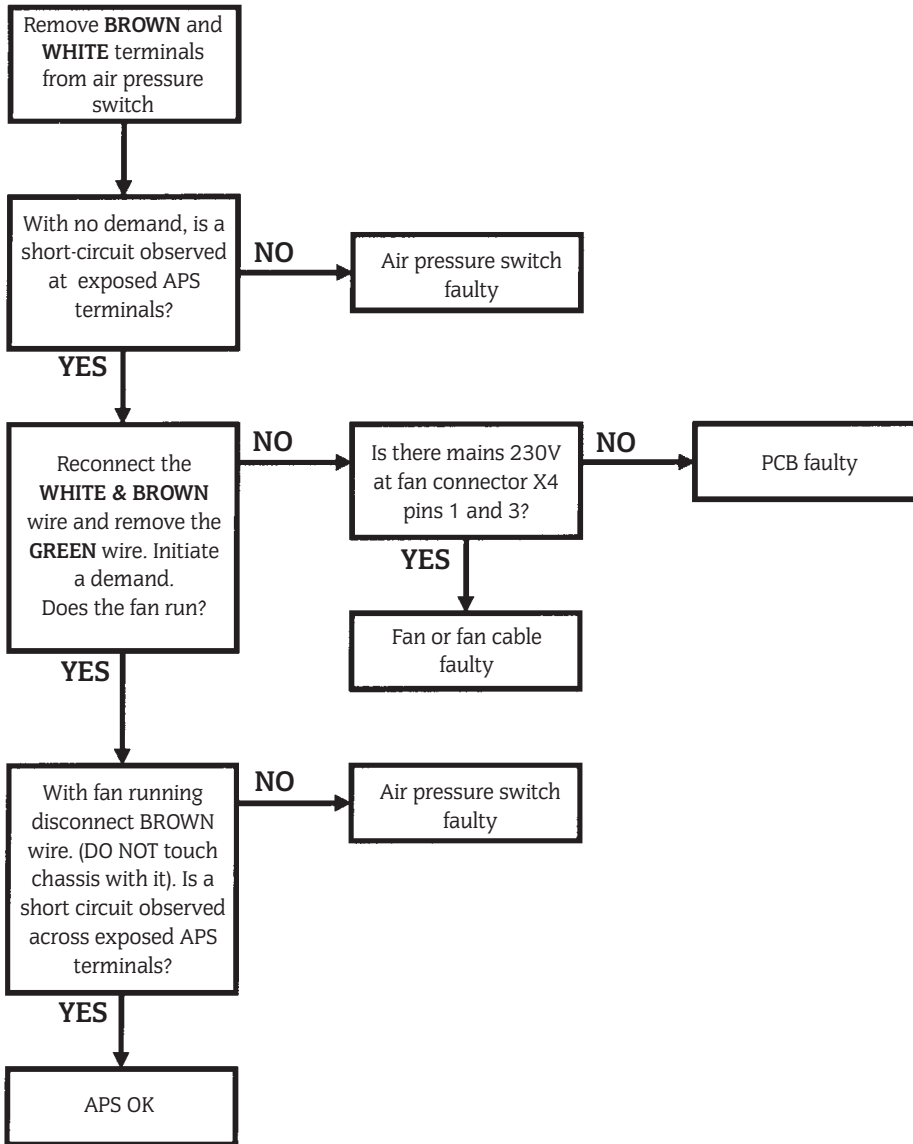 Remove BROWN and
WHITE terminals
from air pressure
switch
With no demand, is a
short-circuit observed
at exposed APS
terminals?
NO
Air pressure switch
faulty
YES
Reconnect the
WHITE & BROWN
wire and remove the
GREEN wire. Initiate
a demand.
Does the fan run?
NO
Is there mains 230V
at fan connector X4
pins 1 and 3?
NO
PCB faulty
YES
Fan or fan cable
faulty
YES
With fan running
disconnect BROWN
wire. (DO NOT touch
chassis with it). Is a
short circuit observed
across exposed APS
terminals?
NO
Air pressure switch
faulty
YES
APS OK